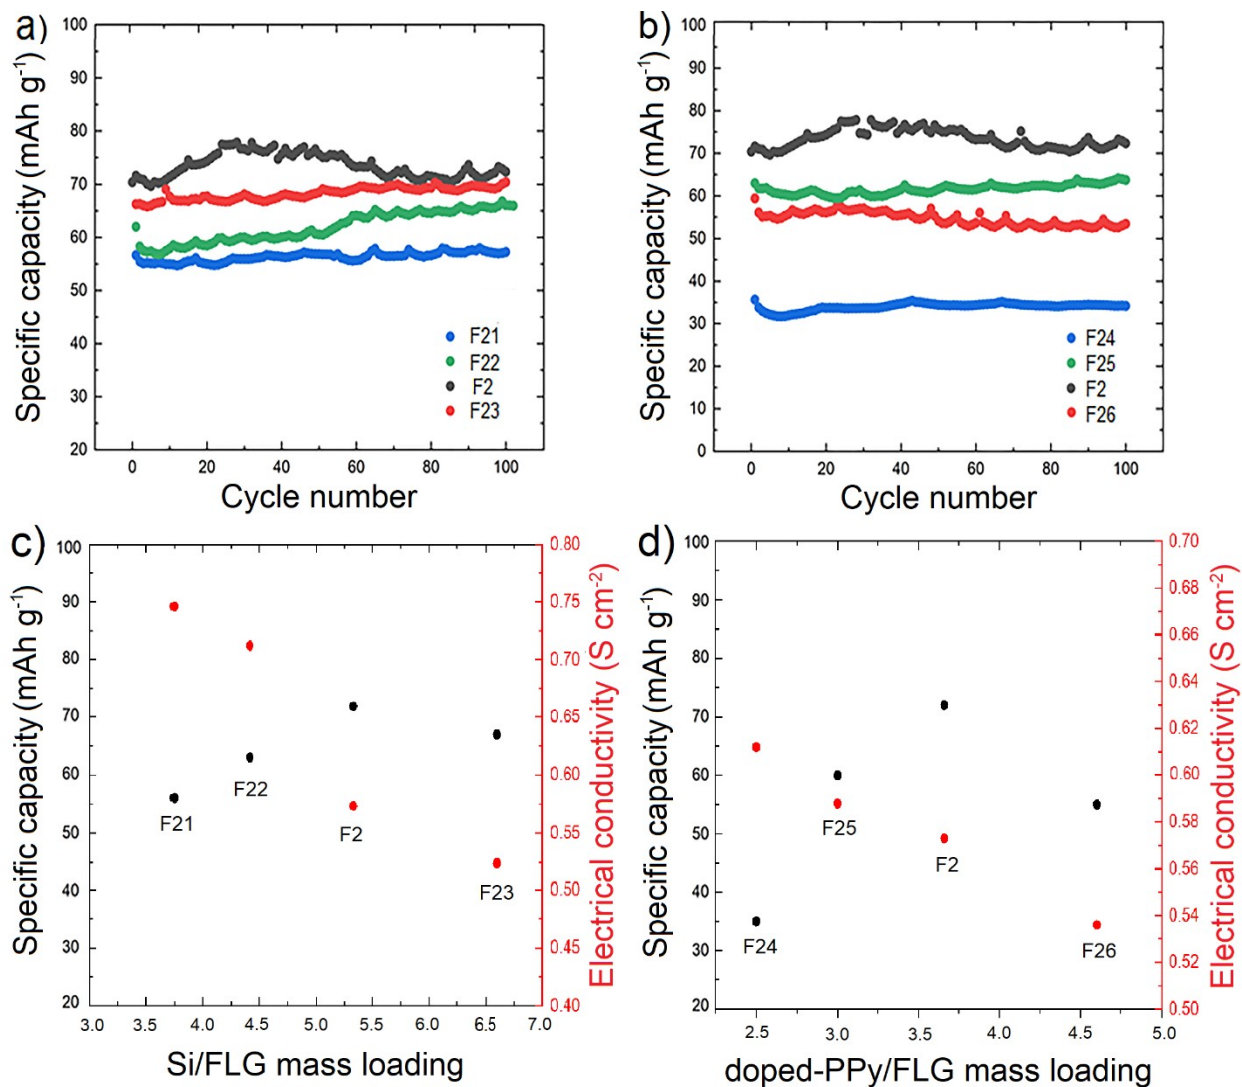 a)
Specific capacity (mAh g-1)
100
90
80
70
60
50
40
30
20
0 20 40 60 80 100
Cycle number
F21
F22
F2
F23
b)
Specific capacity (mAh g-1)
100
90
80
70
60
50
40
30
20
10
0
0 20 40 60 80 100
Cycle number
F24
F25
F2
F26
c)
Specific capacity (mAh g-1)
100
90
80
70
60
50
40
30
20
3.0 3.5 4.0 4.5 5.0 5.5 6.0 6.5 7.0
Si/FLG mass loading
F21
F22
F2
F23
0.80
0.75
0.70
0.65
0.60
0.55
0.50
0.45
0.40
Electrical conductivity (S cm-2)
d)
Specific capacity (mAh g-1)
100
90
80
70
60
50
40
30
20
2.5 3.0 3.5 4.0 4.5 5.0
doped-PPy/FLG mass loading
F24
F25
F2
F26
0.70
0.68
0.66
0.64
0.62
0.60
0.58
0.56
0.54
0.52
0.50
Electrical conductivity (S cm-2)